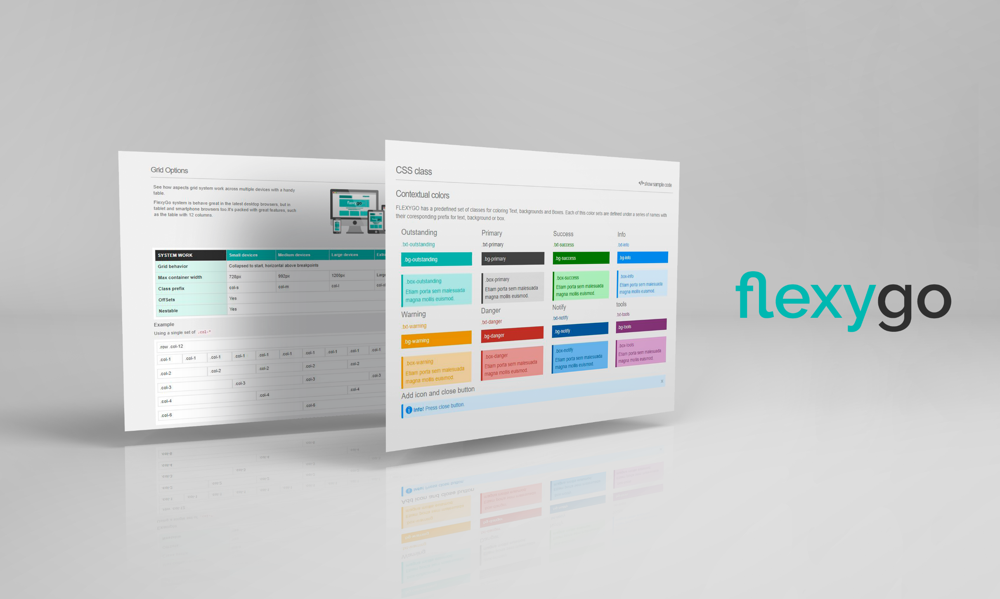 Grid Options
See how aspects grid system work across multiple devices with a handy
table.
FlexyGo system is behave great in the latest desktop browsers, but in
tablet and smartphone browsers too.It's packed with great features, such
as the table with 12 columns.
flexygo
flexygo
SYSTEM WORK Small devices Medium devices Large devices
Grid behavior Collapsed to start, horizontal above breakpoints
Max container width 728px 992px 1200px
Class prefix col-s col-m col-l
OffSets Yes
Nestable Yes
Example
Using a single set of .col-*
.row .col-12
.col-1 .col-1 .col-1 .col-1 .col-1 .col-1 .col-1 .col-1 .col-1 .col-1
.col-2 .col-2 .col-2 .col-2 .col-2
.col-3 .col-3 .col-3 .col-3
.col-4 .col-4 .col-4
.col-6 .col-6
CSS class
</> show sample code
Contextual colors
FLEXYGO has a predefined set of classes for coloring Text, backgrounds and Boxes. Each of this color sets are defined under a series of names with
their coresponding prefix for text, background or box.
Outstanding Primary Success Info
.txt-outstanding .txt-primary .txt-success .txt-info
.bg-outstanding .bg-primary .bg-success .bg-info
.box-outstanding .box-primary .box-success .box-info
Etiam porta sem malesuada Etiam porta sem malesuada Etiam porta sem malesuada Etiam porta sem malesuada
magna mollis euismod. magna mollis euismod. magna mollis euismod. magna mollis euismod.
Warning Danger Notify tools
.txt-warning .txt-danger .txt-notify .txt-tools
.bg-warning .bg-danger .bg-notify .bg-tools
.box-warning .box-danger .box-notify .box-tools
Etiam porta sem malesuada Etiam porta sem malesuada Etiam porta sem malesuada Etiam porta sem malesuada
magna mollis euismod. magna mollis euismod. magna mollis euismod. magna mollis euismod.
Add icon and close button
x
Info! Press close button.
flexygo